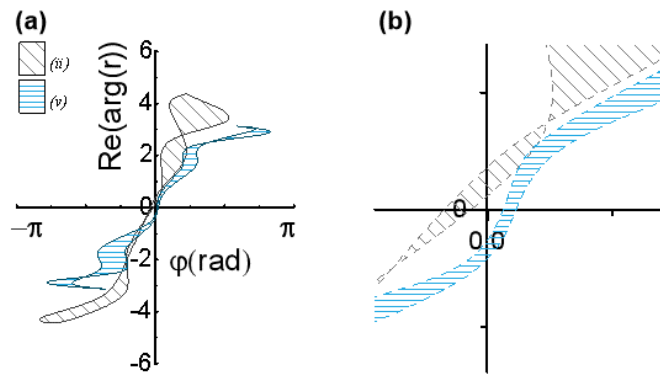 (a)
(b)
(ii)
(v)
Re(arg(r))
6
4
2
0
-2
-4
-6
−π
π
φ(rad)
0
0.0